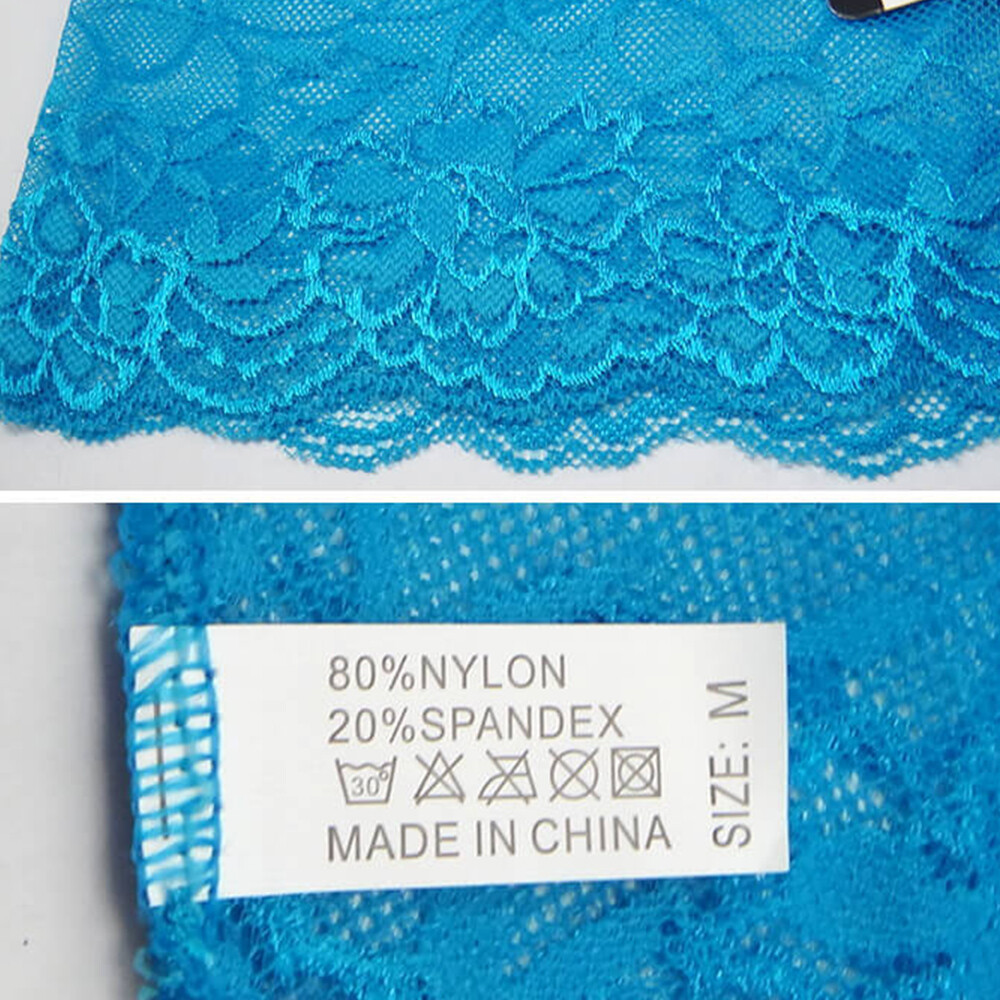 80%NYLON
20%SPANDEX
30°
MADE IN CHINA
SIZE: M